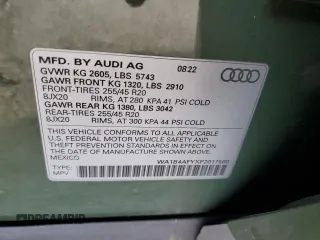 MFD. BY AUDI AG
GVWR KG 2605, LBS 5743 08.22
GAWR FRONT KG 1320, LBS 2910
FRONT-TIRES 255/45 R20
8JX20 RIMS, AT 280 KPA 41 PSI COLD
GAWR REAR KG 1380, LBS 3042
REAR-TIRES 255/45 R20
8JX20 RIMS, AT 300 KPA 44 PSI COLD
THIS VEHICLE CONFORMS TO ALL APPLICABLE
U.S. FEDERAL MOTOR VEHICLE SAFETY AND
THEFT PREVENTION STANDARDS IN EFFECT
ON THE DATE OF MANUFACTURE SHOWN ABOVE.
MEXICO
TYPE:
MPV